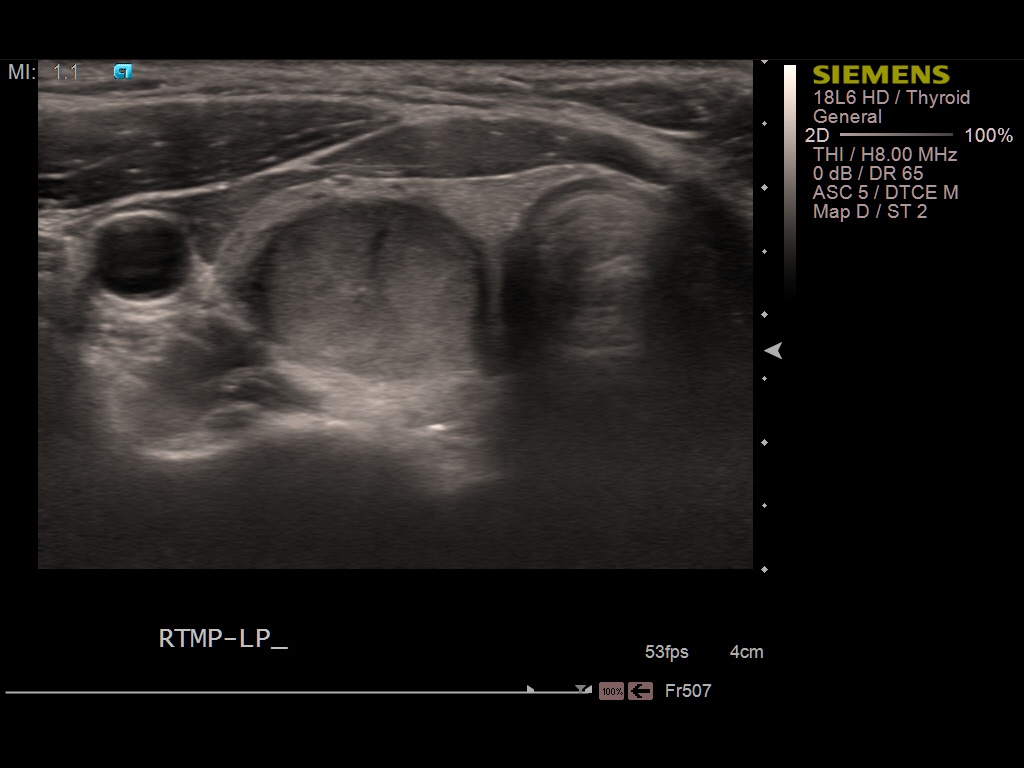 MI: 1.1
SIEMENS
18L6 HD / Thyroid
General
2D 100%
THI / H8.00 MHz
0 dB / DR 65
ASC 5 / DTCE M
Map D / ST 2
RTMP-LP_
53fps 4cm
100% Fr507